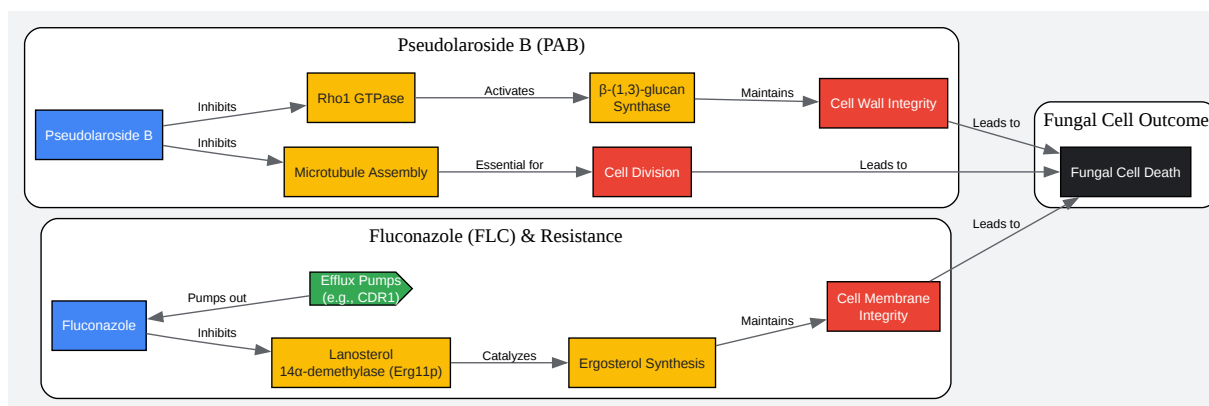 Pseudolaroside B (PAB)
Pseudolaroside B
Inhibits
Inhibits
Rho1 GTPase
Activates
β-(1,3)-glucan
Synthase
Maintains
Cell Wall Integrity
Leads to
Microtubule Assembly
Essential for
Cell Division
Leads to
Fungal Cell Outcome
Fungal Cell Death
Leads to
Fluconazole (FLC) & Resistance
Efflux Pumps
(e.g., CDR1)
Pumps out
Fluconazole
Inhibits
Lanosterol
14α-demethylase (Erg11p)
Catalyzes
Ergosterol Synthesis
Maintains
Cell Membrane
Integrity